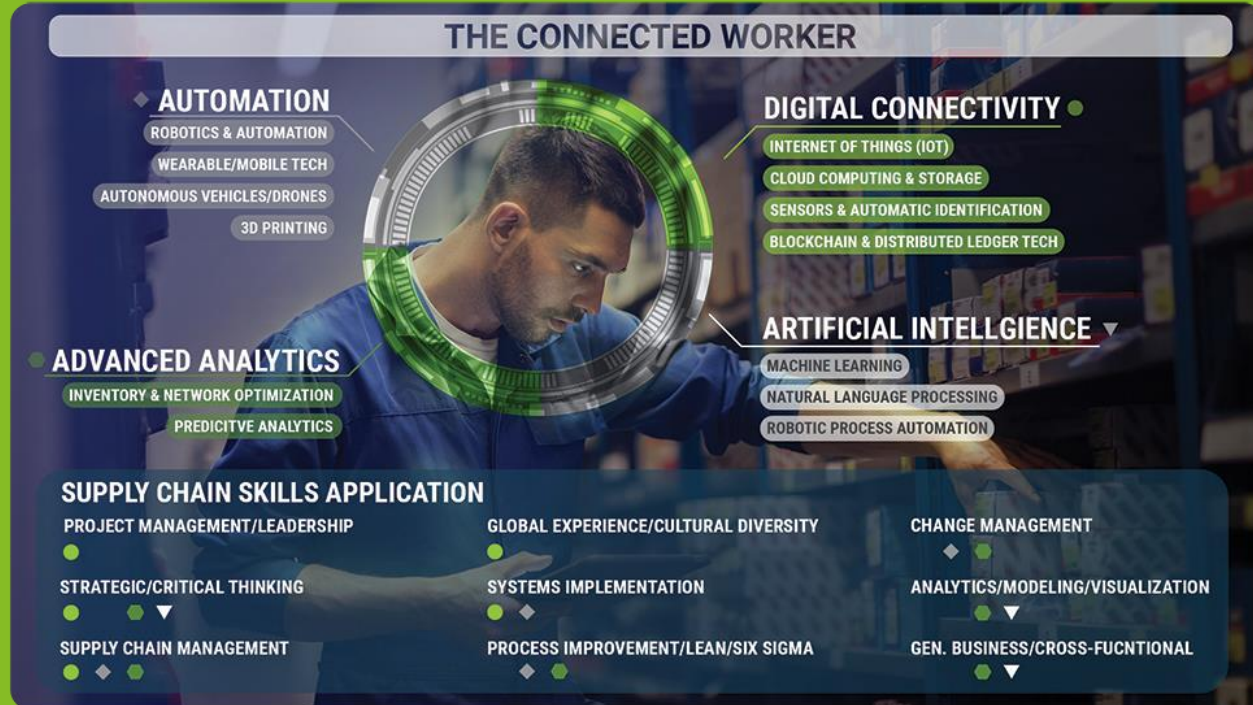 THE CONNECTED WORKER
AUTOMATION
ROBOTICS & AUTOMATION
WEARABLE/MOBILE TECH
AUTONOMOUS VEHICLES/DRONES
3D PRINTING
DIGITAL CONNECTIVITY
INTERNET OF THINGS (IOT)
CLOUD COMPUTING & STORAGE
SENSORS & AUTOMATIC IDENTIFICATION
BLOCKCHAIN & DISTRIBUTED LEDGER TECH
ADVANCED ANALYTICS
INVENTORY & NETWORK OPTIMIZATION
PREDICITVE ANALYTICS
ARTIFICIAL INTELLGIENCE
MACHINE LEARNING
NATURAL LANGUAGE PROCESSING
ROBOTIC PROCESS AUTOMATION
SUPPLY CHAIN SKILLS APPLICATION
PROJECT MANAGEMENT/LEADERSHIP
GLOBAL EXPERIENCE/CULTURAL DIVERSITY
CHANGE MANAGEMENT
STRATEGIC/CRITICAL THINKING
SYSTEMS IMPLEMENTATION
ANALYTICS/MODELING/VISUALIZATION
SUPPLY CHAIN MANAGEMENT
PROCESS IMPROVEMENT/LEAN/SIX SIGMA
GEN. BUSINESS/CROSS-FUCNTIONAL